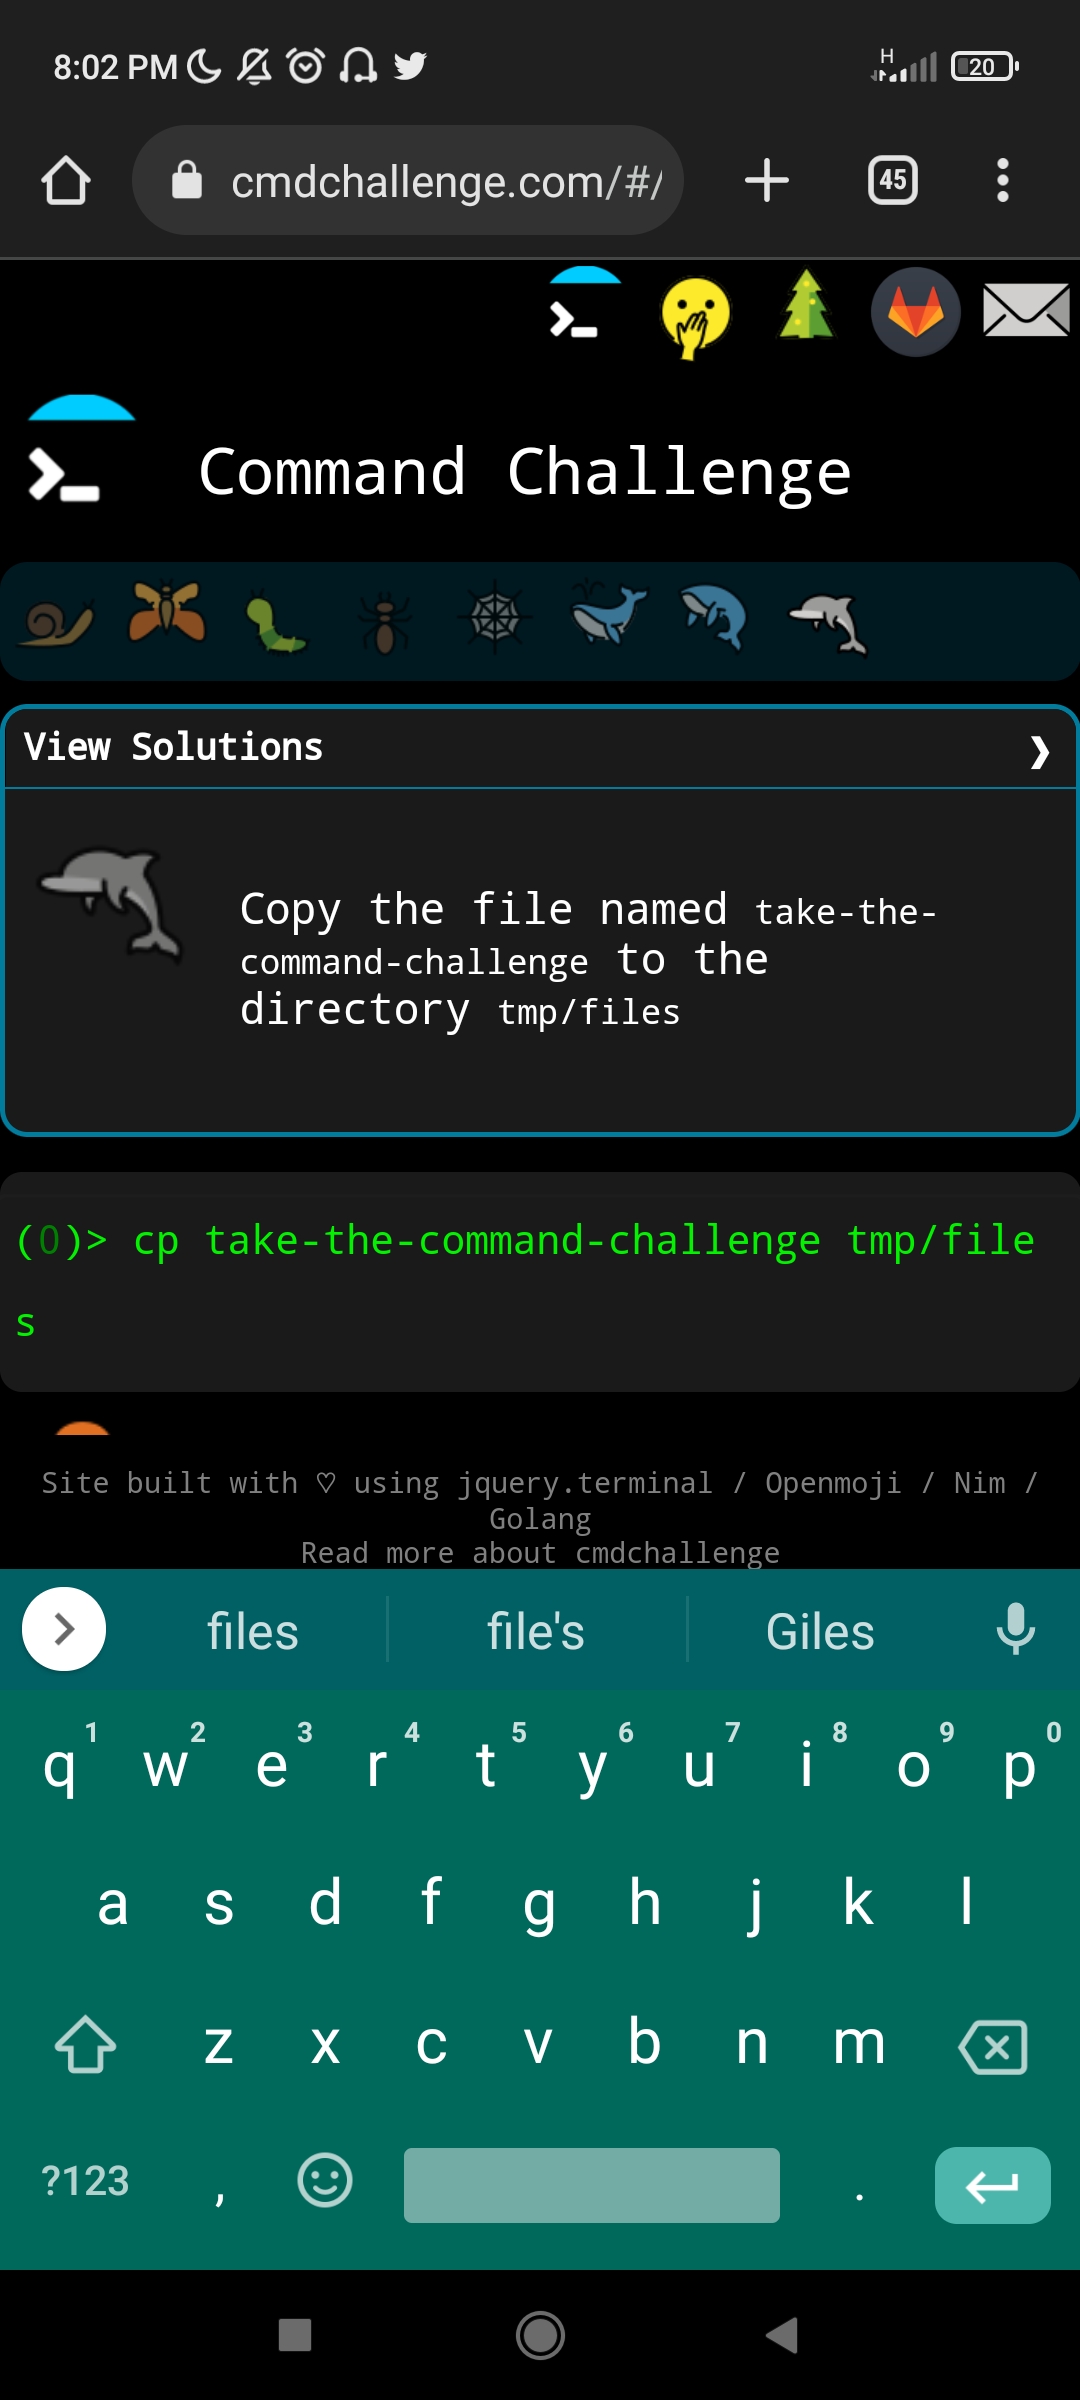 8:02 PM
H
20
cmdchallenge.com/#/
45
Command Challenge
View Solutions
Copy the file named take-the-
command-challenge to the
directory tmp/files
(0)> cp take-the-command-challenge tmp/file
s
Site built with ♡ using jquery.terminal / Openmoji / Nim /
Golang
Read more about cmdchallenge
files file's Giles
1 2 3 4 5 6 7 8 9 0
q w e r t y u i o p
a s d f g h j k l
z x c v b n m
?123 , .